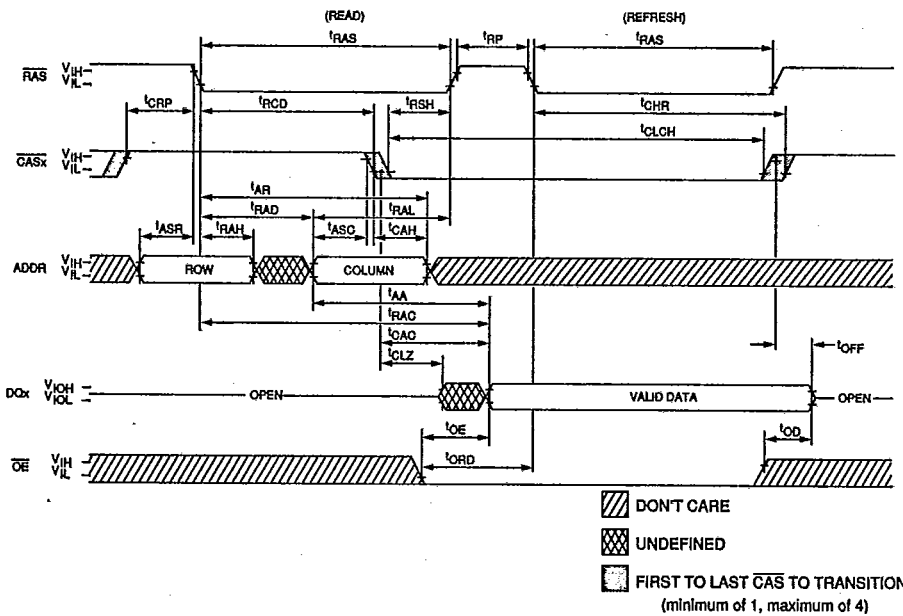 (READ) (REFRESH)
tRAS tRP tRAS
RAS VIH VIL
tCRP tRCD tRSH tCHR
tCLCH
CASx VIH VIL
tAR
tRAD tRAL
tASR tRAH tASC tCAH
ADDR VIH VIL ROW COLUMN
tAA
tRAC
tCAC
tCLZ tOFF
DQx VIOH VIOL OPEN VALID DATA OPEN
tOE tOD
OE VIH VIL tORD
DON'T CARE
UNDEFINED
FIRST TO LAST CAS TO TRANSITION
(minimum of 1, maximum of 4)